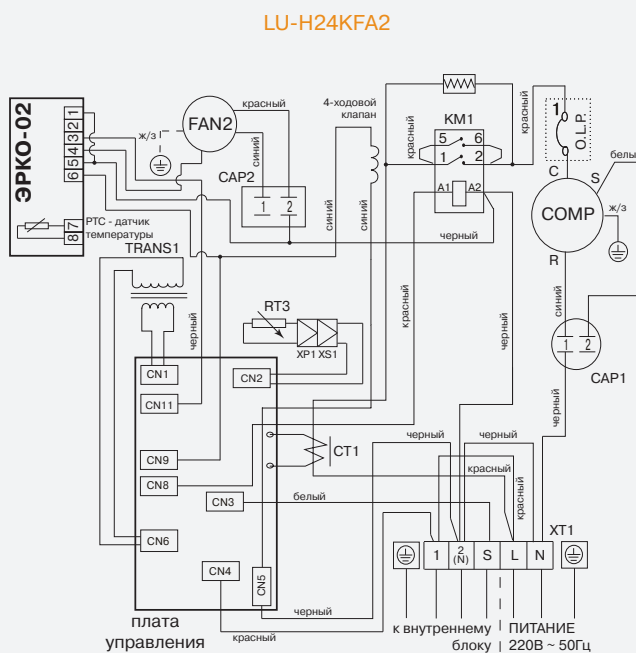 LU-H24KFA2
ЭРКО-02
1
2
3
4
5
6
7
8
РТС - датчик
температуры
ж/з
FAN2
красный
синий
CAP2
1 2
4-ходовой
клапан
синий
синий
KM1
красный
5 6
1 2
A1 A2
черный
красный
1
O.L.P.
C
S
белый
COMP
ж/з
R
синий
1 2
CAP1
черный
TRANS1
черный
RT3
XP1 XS1
красный
черный
CN1
CN2
CN11
CN9
CN8
CN3
CN6
CN4
CN5
CT1
белый
черный
черный
красный
красный
XT1
1
2
(N)
S
L
N
черный
красный
плата
управления
к внутреннему
блоку
ПИТАНИЕ
220В ~ 50Гц